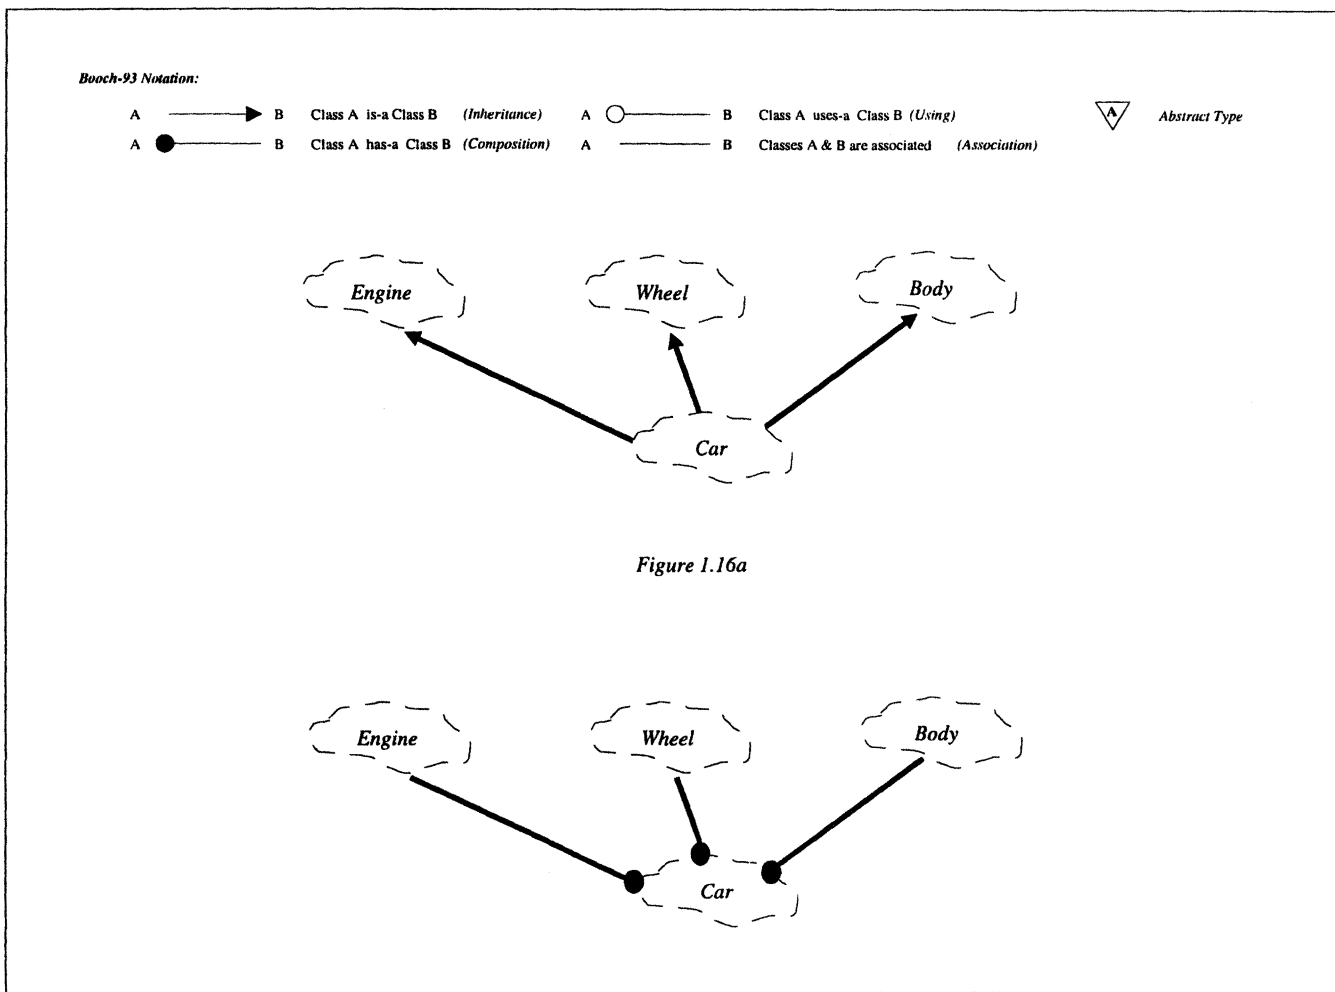 Booch-93 Notation:
A B Class A is-a Class B (Inheritance) A B Class A uses-a Class B (Using) A Abstract Type
A B Class A has-a Class B (Composition) A B Classes A & B are associated (Association)
Engine Wheel Body
Car
Figure 1.16a
Engine Wheel Body
Car